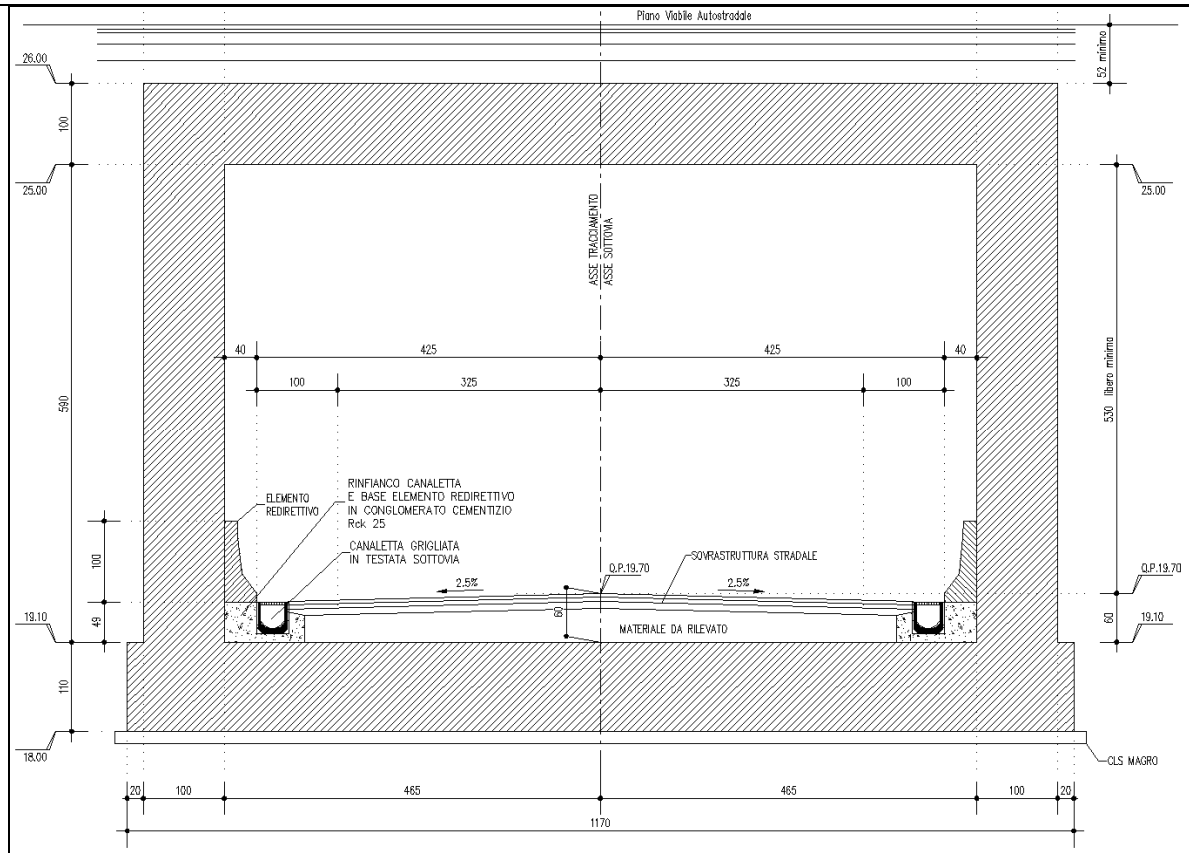 Piano Viabile Autostradale
26.00
52 minimo
100
25.00
25.00
ASSE TRACCIAMENTO
ASSE SOTTOVIA
40
425
425
40
100
325
325
100
590
530 libero minimo
ELEMENTO
REDIRETTIVO
RINFIANCO CANALETTA
E BASE ELEMENTO REDIRETTIVO
IN CONGLOMERATO CEMENTIZIO
Rck 25
CANALETTA GRIGLIATA
IN TESTATA SOTTOVIA
SOVRASTRUTTURA STRADALE
100
2.5%
Q.P.19.70
2.5%
Q.P.19.70
19.10
49
60
MATERIALE DA RILEVATO
60
19.10
110
18.00
CLS MAGRO
20
100
465
465
100
20
1170